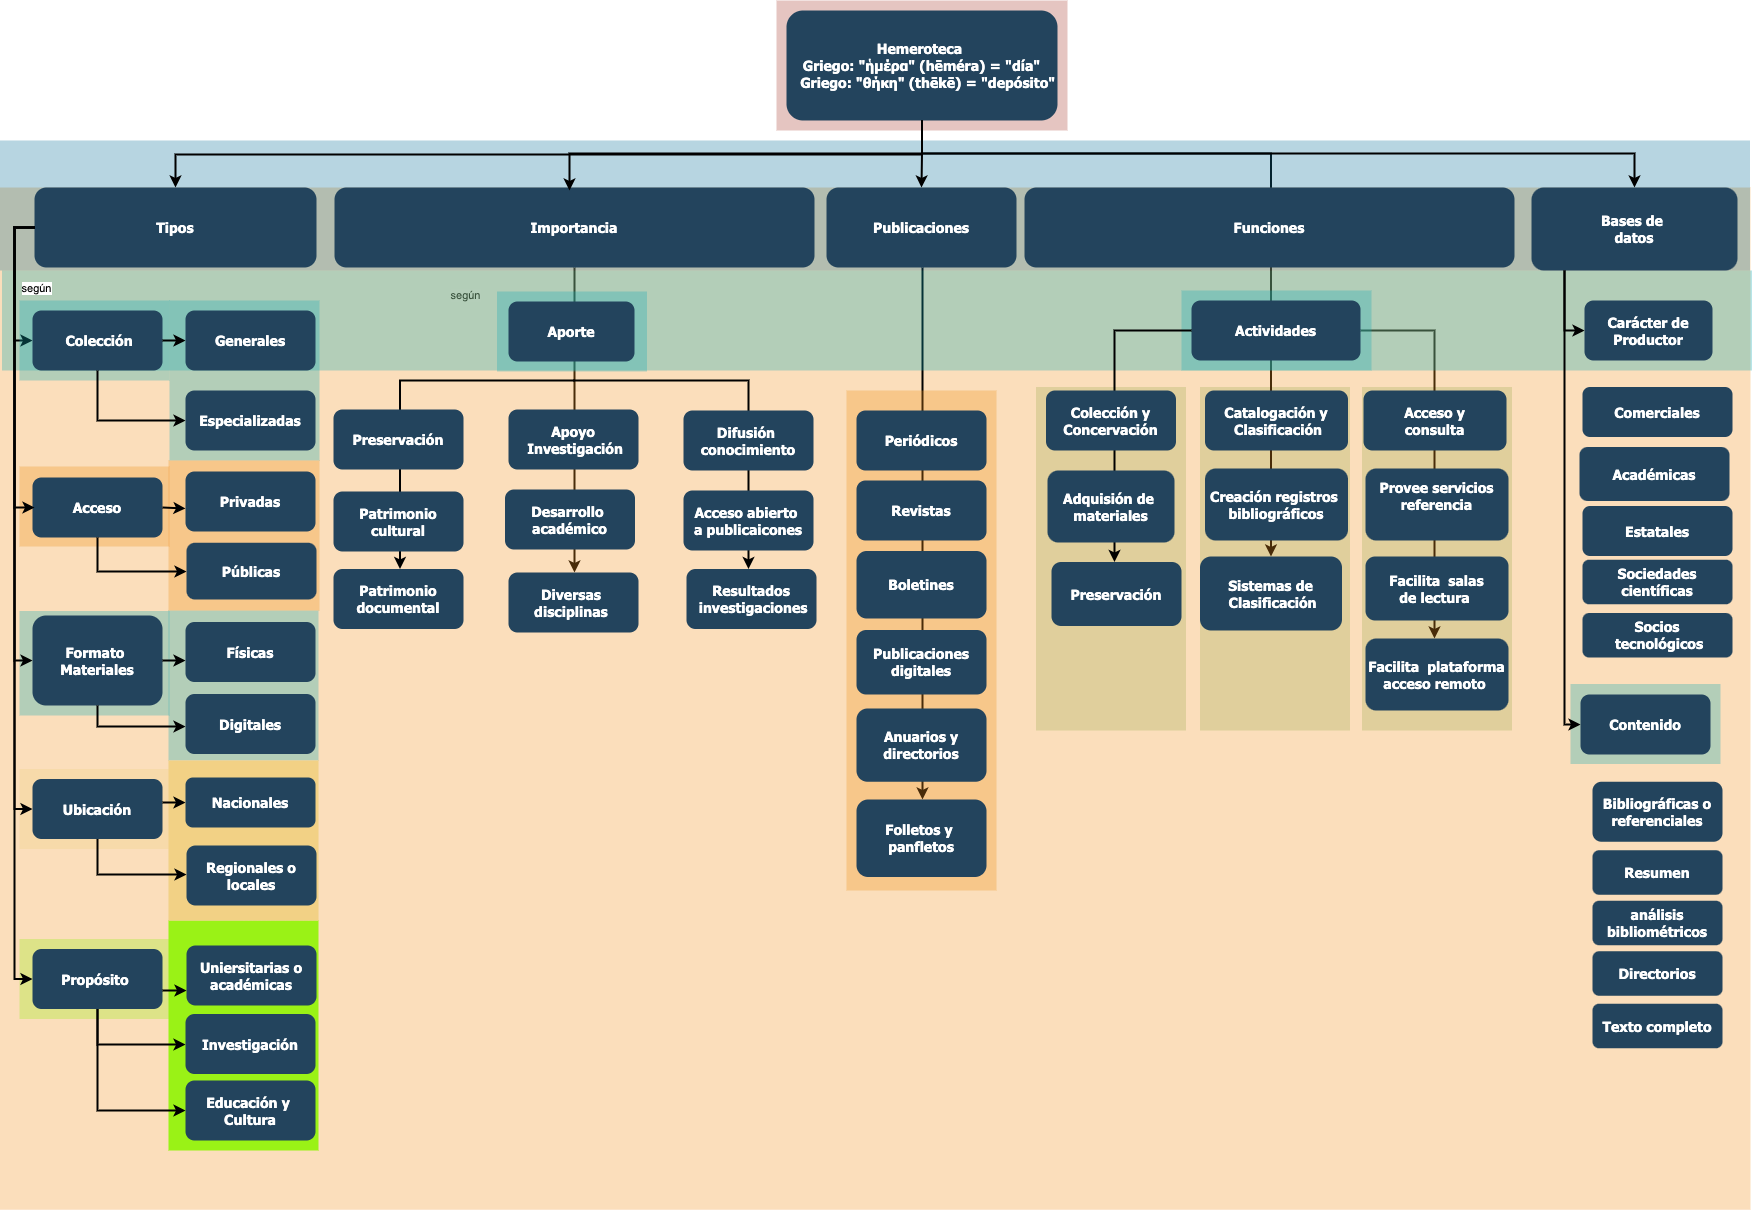 Hemeroteca
Griego: "ἡμέρα" (hēméra) = "día"
Griego: "θήκη" (thēkē) = "depósito"
Tipos
Importancia
Publicaciones
Funciones
Bases de
datos
según
según
Colección
Generales
Especializadas
Acceso
Privadas
Públicas
Formato
Materiales
Físicas
Digitales
Ubicación
Nacionales
Regionales o
locales
Propósito
Uniersitarias o
académicas
Investigación
Educación y
Cultura
Aporte
Preservación
Patrimonio
cultural
Patrimonio
documental
Apoyo
Investigación
Desarrollo
académico
Diversas
disciplinas
Difusión
conocimiento
Acceso abierto
a publicaicones
Resultados
investigaciones
Periódicos
Revistas
Boletines
Publicaciones
digitales
Anuarios y
directorios
Folletos y
panfletos
Actividades
Colección y
Concervación
Adquisión de
materiales
Preservación
Catalogación y
Clasificación
Creación registros
bibliográficos
Sistemas de
Clasificación
Acceso y
consulta
Provee servicios
referencia
Facilita salas
de lectura
Facilita plataforma
acceso remoto
Carácter de
Productor
Comerciales
Académicas
Estatales
Sociedades
científicas
Socios
tecnológicos
Contenido
Bibliográficas o
referenciales
Resumen
análisis
bibliométricos
Directorios
Texto completo